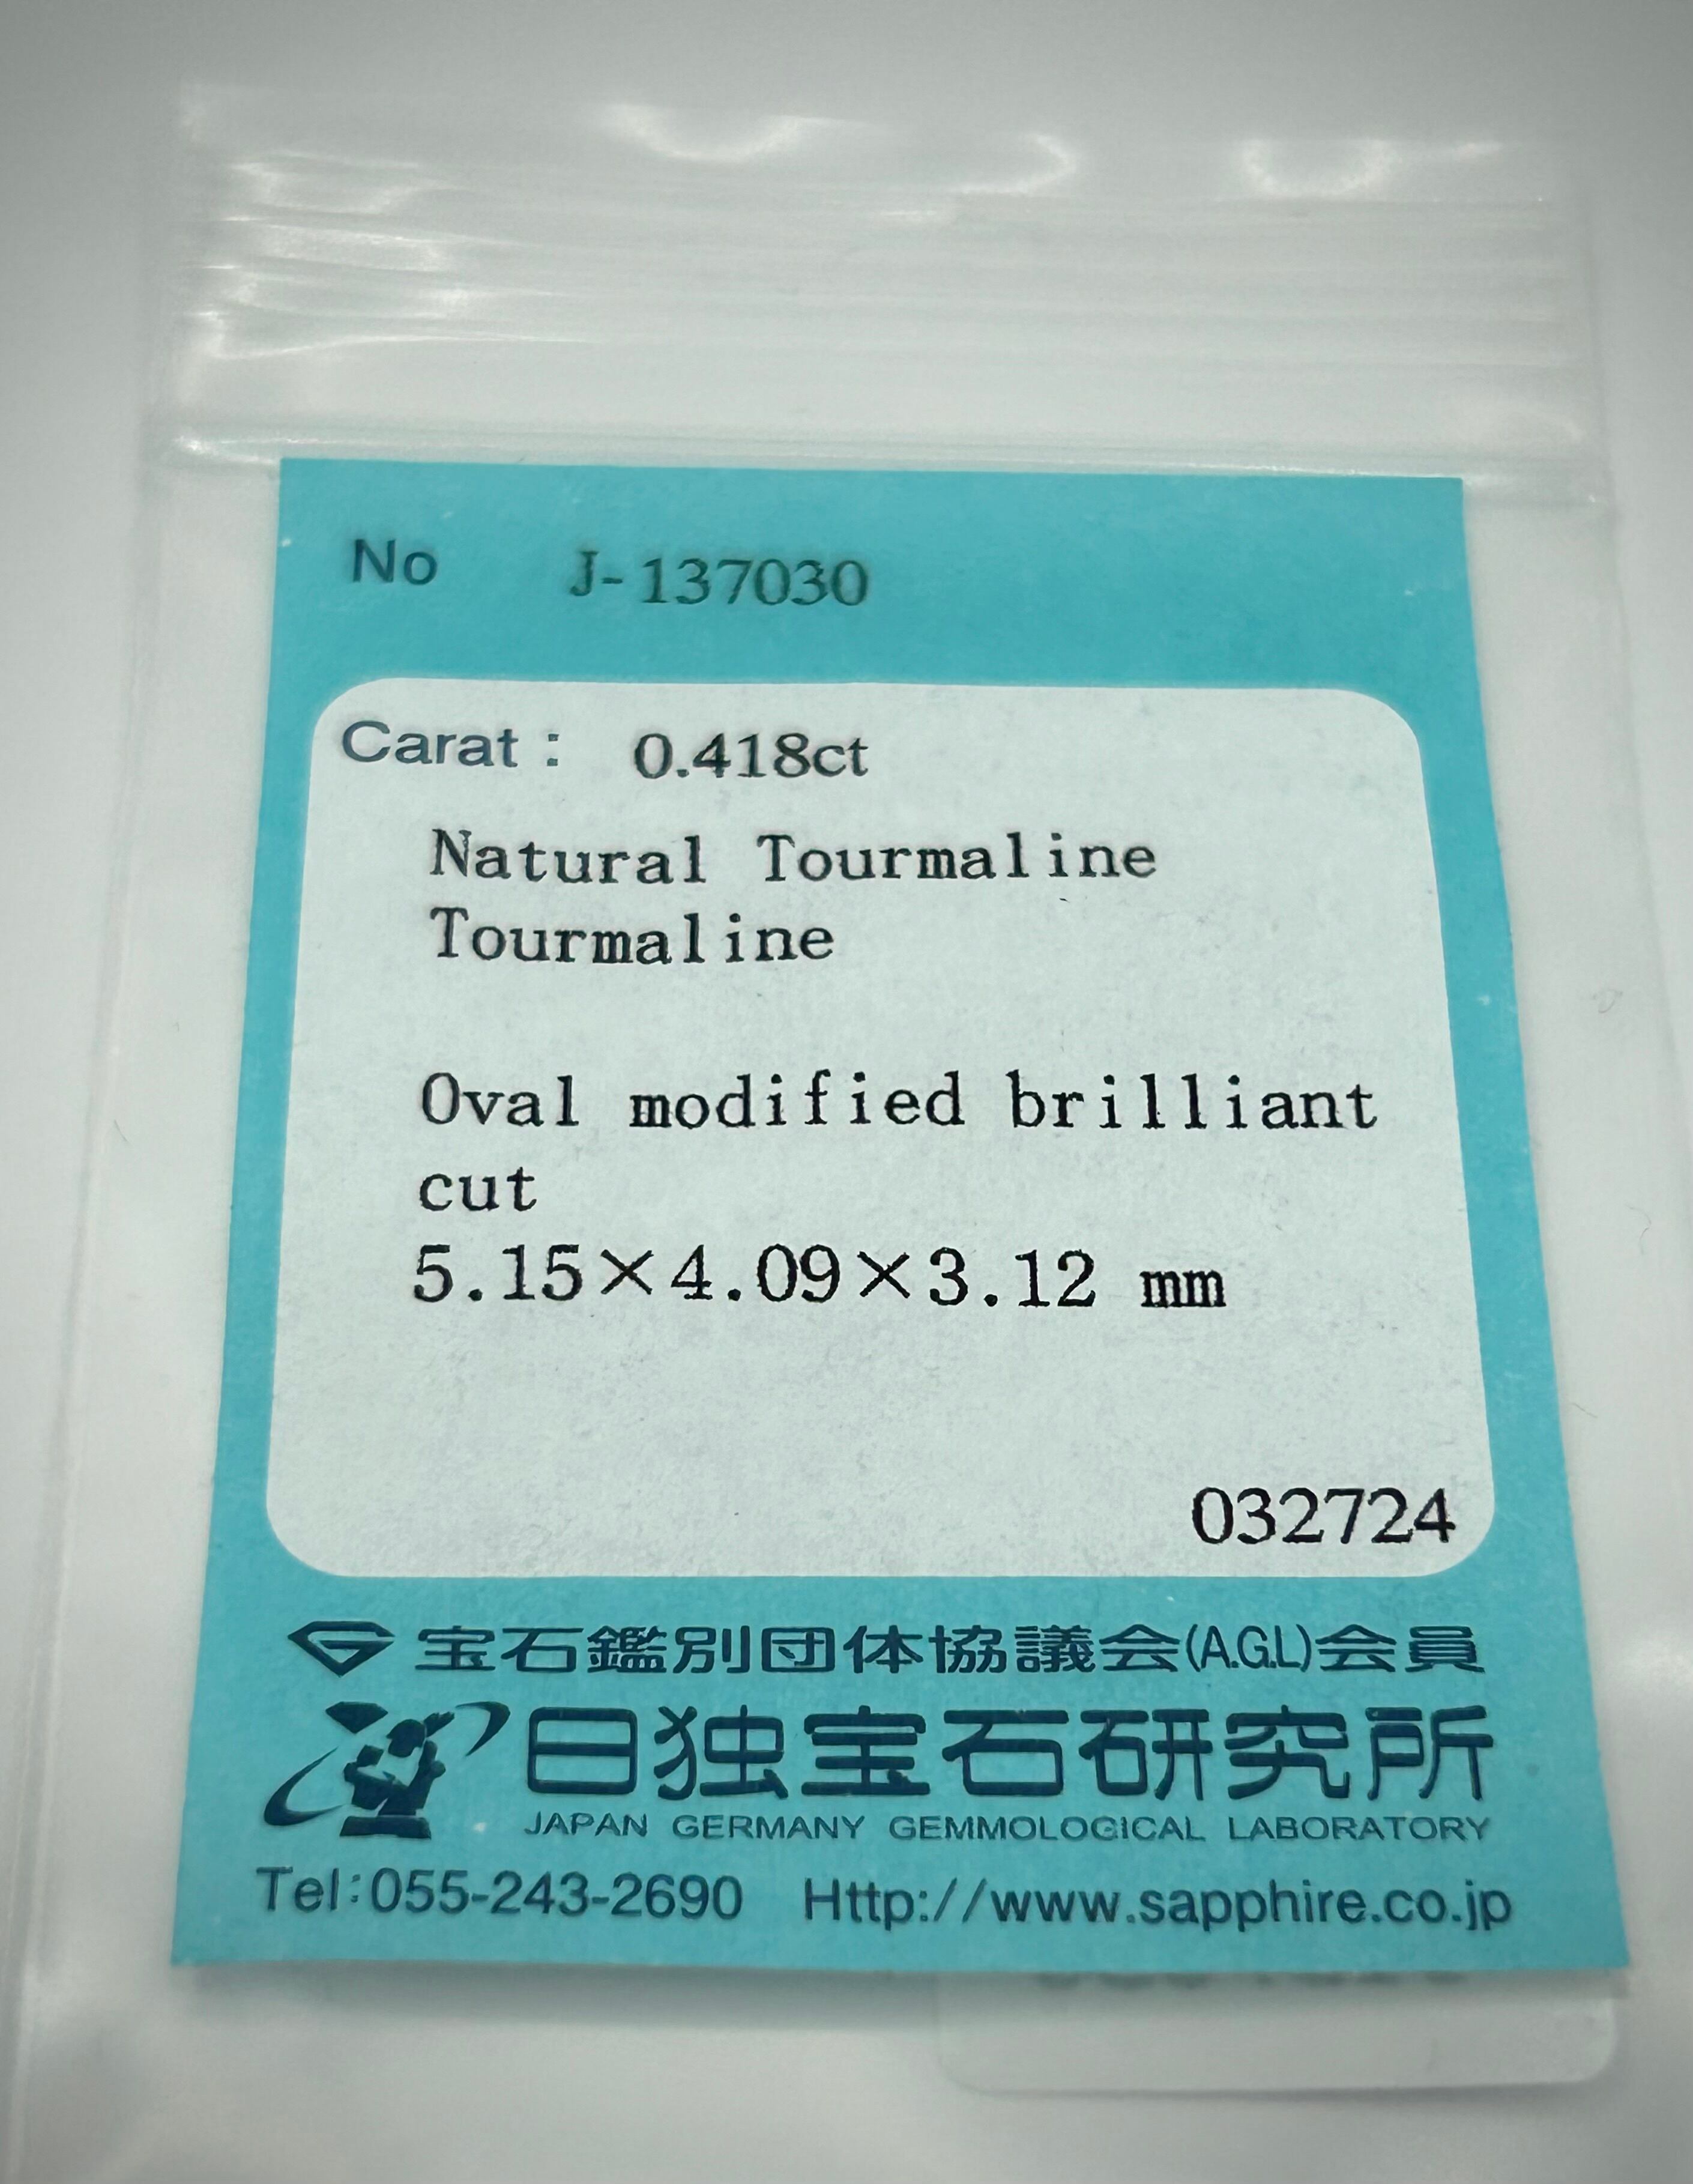 No J-137030
Carat : 0.418ct
Natural Tourmaline
Tourmaline
Oval modified brilliant
cut
5.15×4.09×3.12 mm
032724
宝石鑑別団体協議会(A.G.L)会員
日独宝石研究所
JAPAN GERMANY GEMMOLOGICAL LABORATORY
Tel:055-243-2690 Http://www.sapphire.co.jp